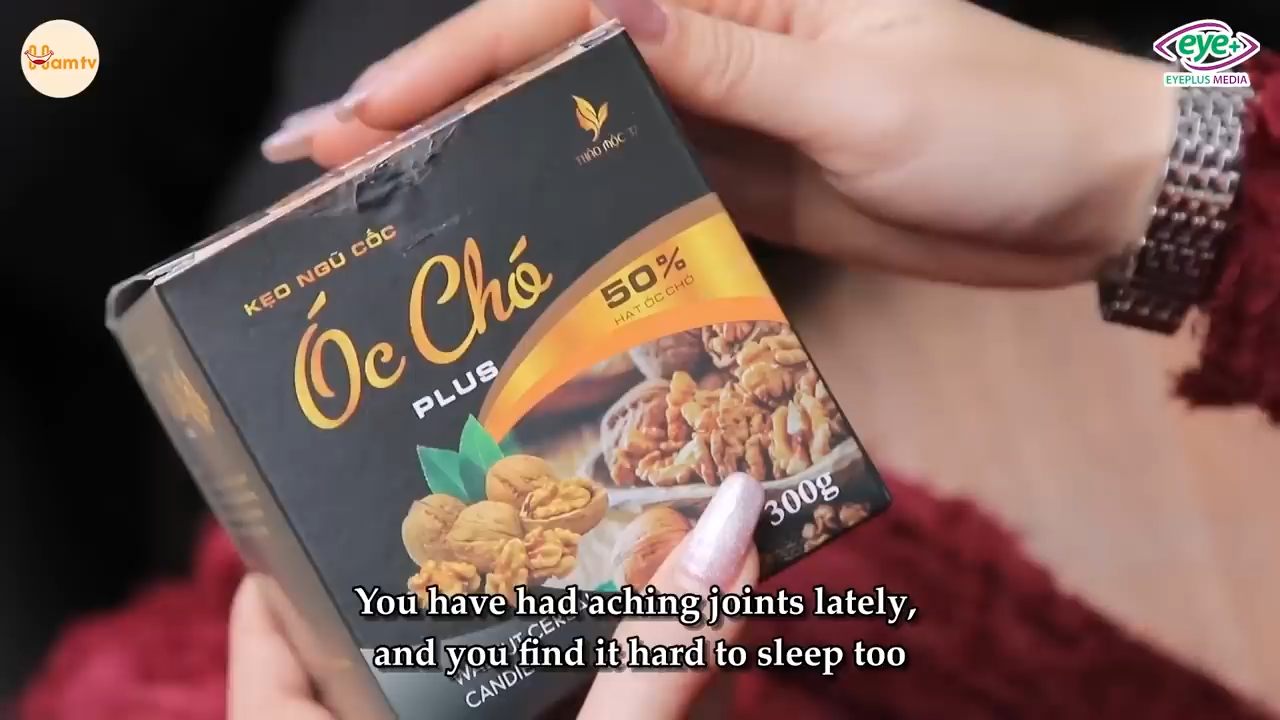 Hamtv
eye+
EYEPLUS MEDIA
THẢO MỘC 37
KẸO NGŨ CỐC
Óc Chó
PLUS
50%
HẠT ÓC CHÓ
300g
You have had aching joints lately,
and you find it hard to sleep too